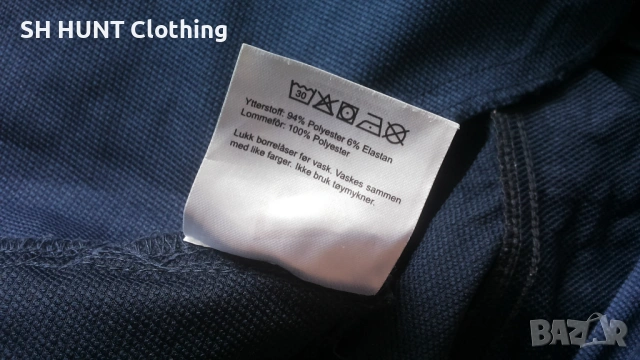 SH HUNT Clothing
30
Ytterstoff: 94% Polyester 6% Elastan
Lommefôr: 100% Polyester
Lukk borrelåser før vask. Vaskes sammen
med like farger. Ikke bruk tøymykner.
BAZAR